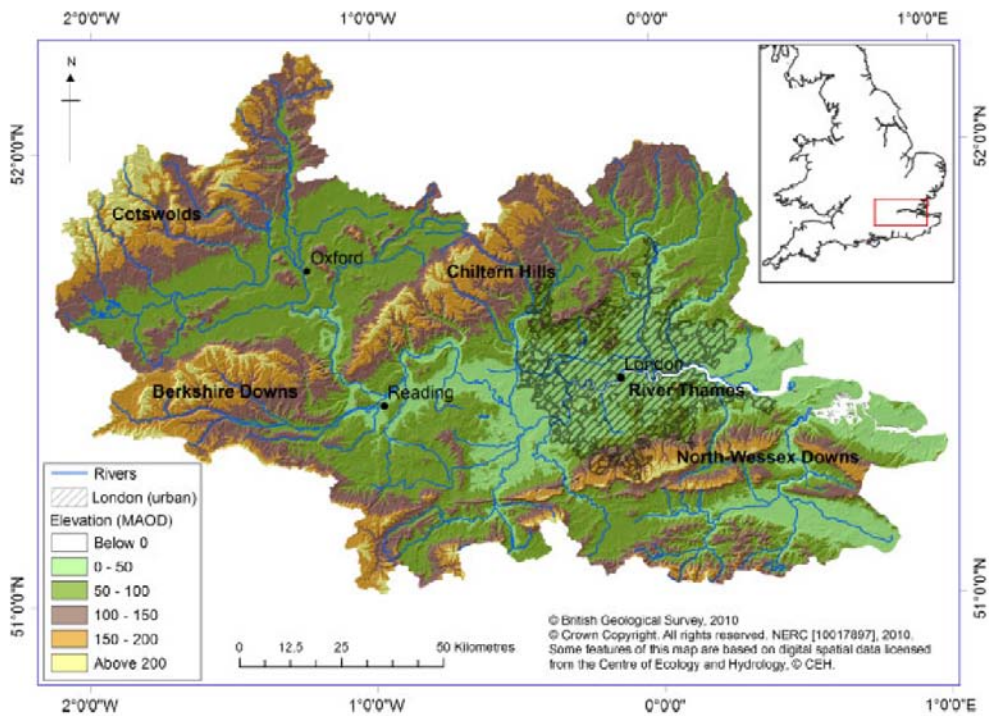 2°0'0"W 1°0'0"W 0°0'0" 1°0'0"E
N
52°0'0"N
52°0'0"N
Cotswolds
Oxford
Chiltern Hills
London
Berkshire Downs
River Thames
Reading
North-Wessex Downs
Rivers
London (urban)
Elevation (MAOD)
Below 0
0 - 50
50 - 100
100 - 150
150 - 200
Above 200
51°0'0"N
51°0'0"N
0 12.5 25 50 Kilometres
© British Geological Survey, 2010
© Crown Copyright. All rights reserved. NERC [10017897], 2010.
Some features of this map are based on digital spatial data licensed
from the Centre of Ecology and Hydrology, © CEH.
2°0'0"W 1°0'0"W 0°0'0" 1°0'0"E